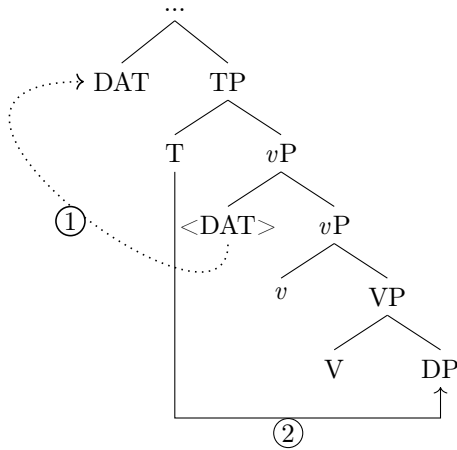 ...
DAT TP
T vP
① <DAT> vP
v VP
V DP
②